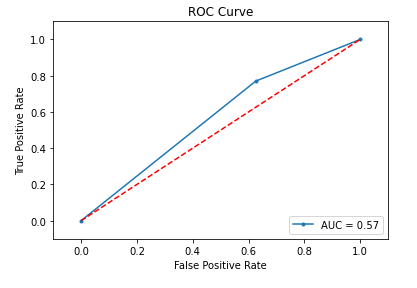 ROC Curve
True Positive Rate
1.0
0.8
0.6
0.4
0.2
0.0
0.0 0.2 0.4 0.6 0.8 1.0
False Positive Rate
AUC = 0.57